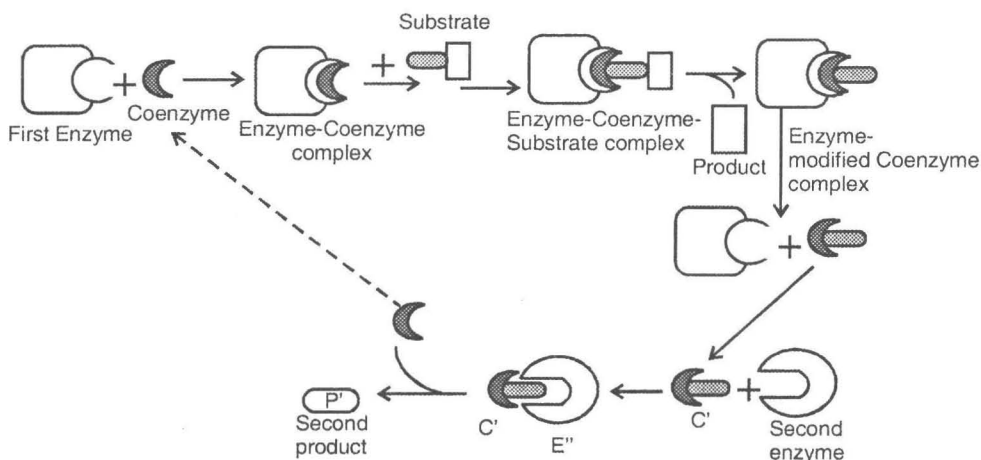 Substrate
+
+
First Enzyme
Coenzyme
Enzyme-Coenzyme
complex
Enzyme-Coenzyme-
Substrate complex
Product
Enzyme-
modified Coenzyme
complex
+
P'
Second
product
C'
E''
C'
+
Second
enzyme